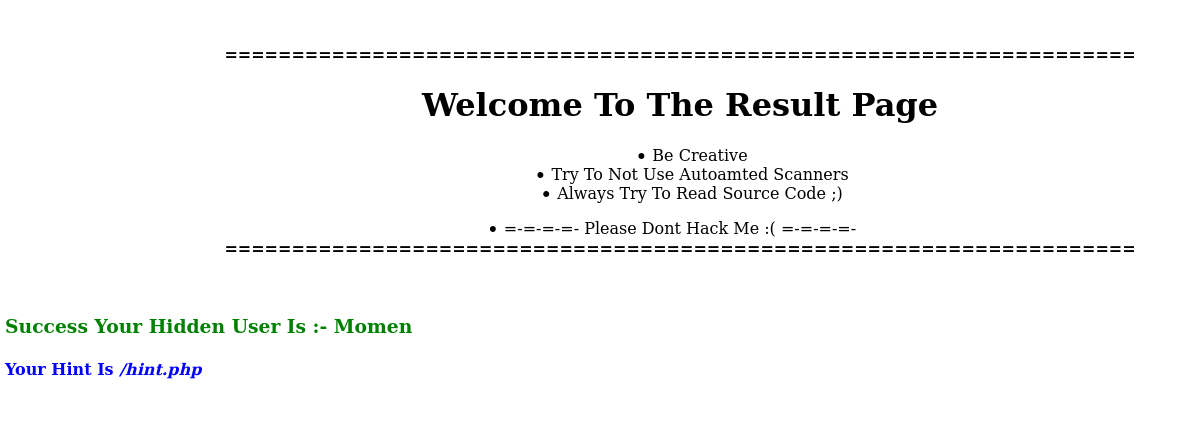 ====================================================================
Welcome To The Result Page
• Be Creative
• Try To Not Use Autoamted Scanners
• Always Try To Read Source Code ;)
• =-=-=-=- Please Dont Hack Me :( =-=-=-=-
====================================================================
Success Your Hidden User Is :- Momen
Your Hint Is /hint.php